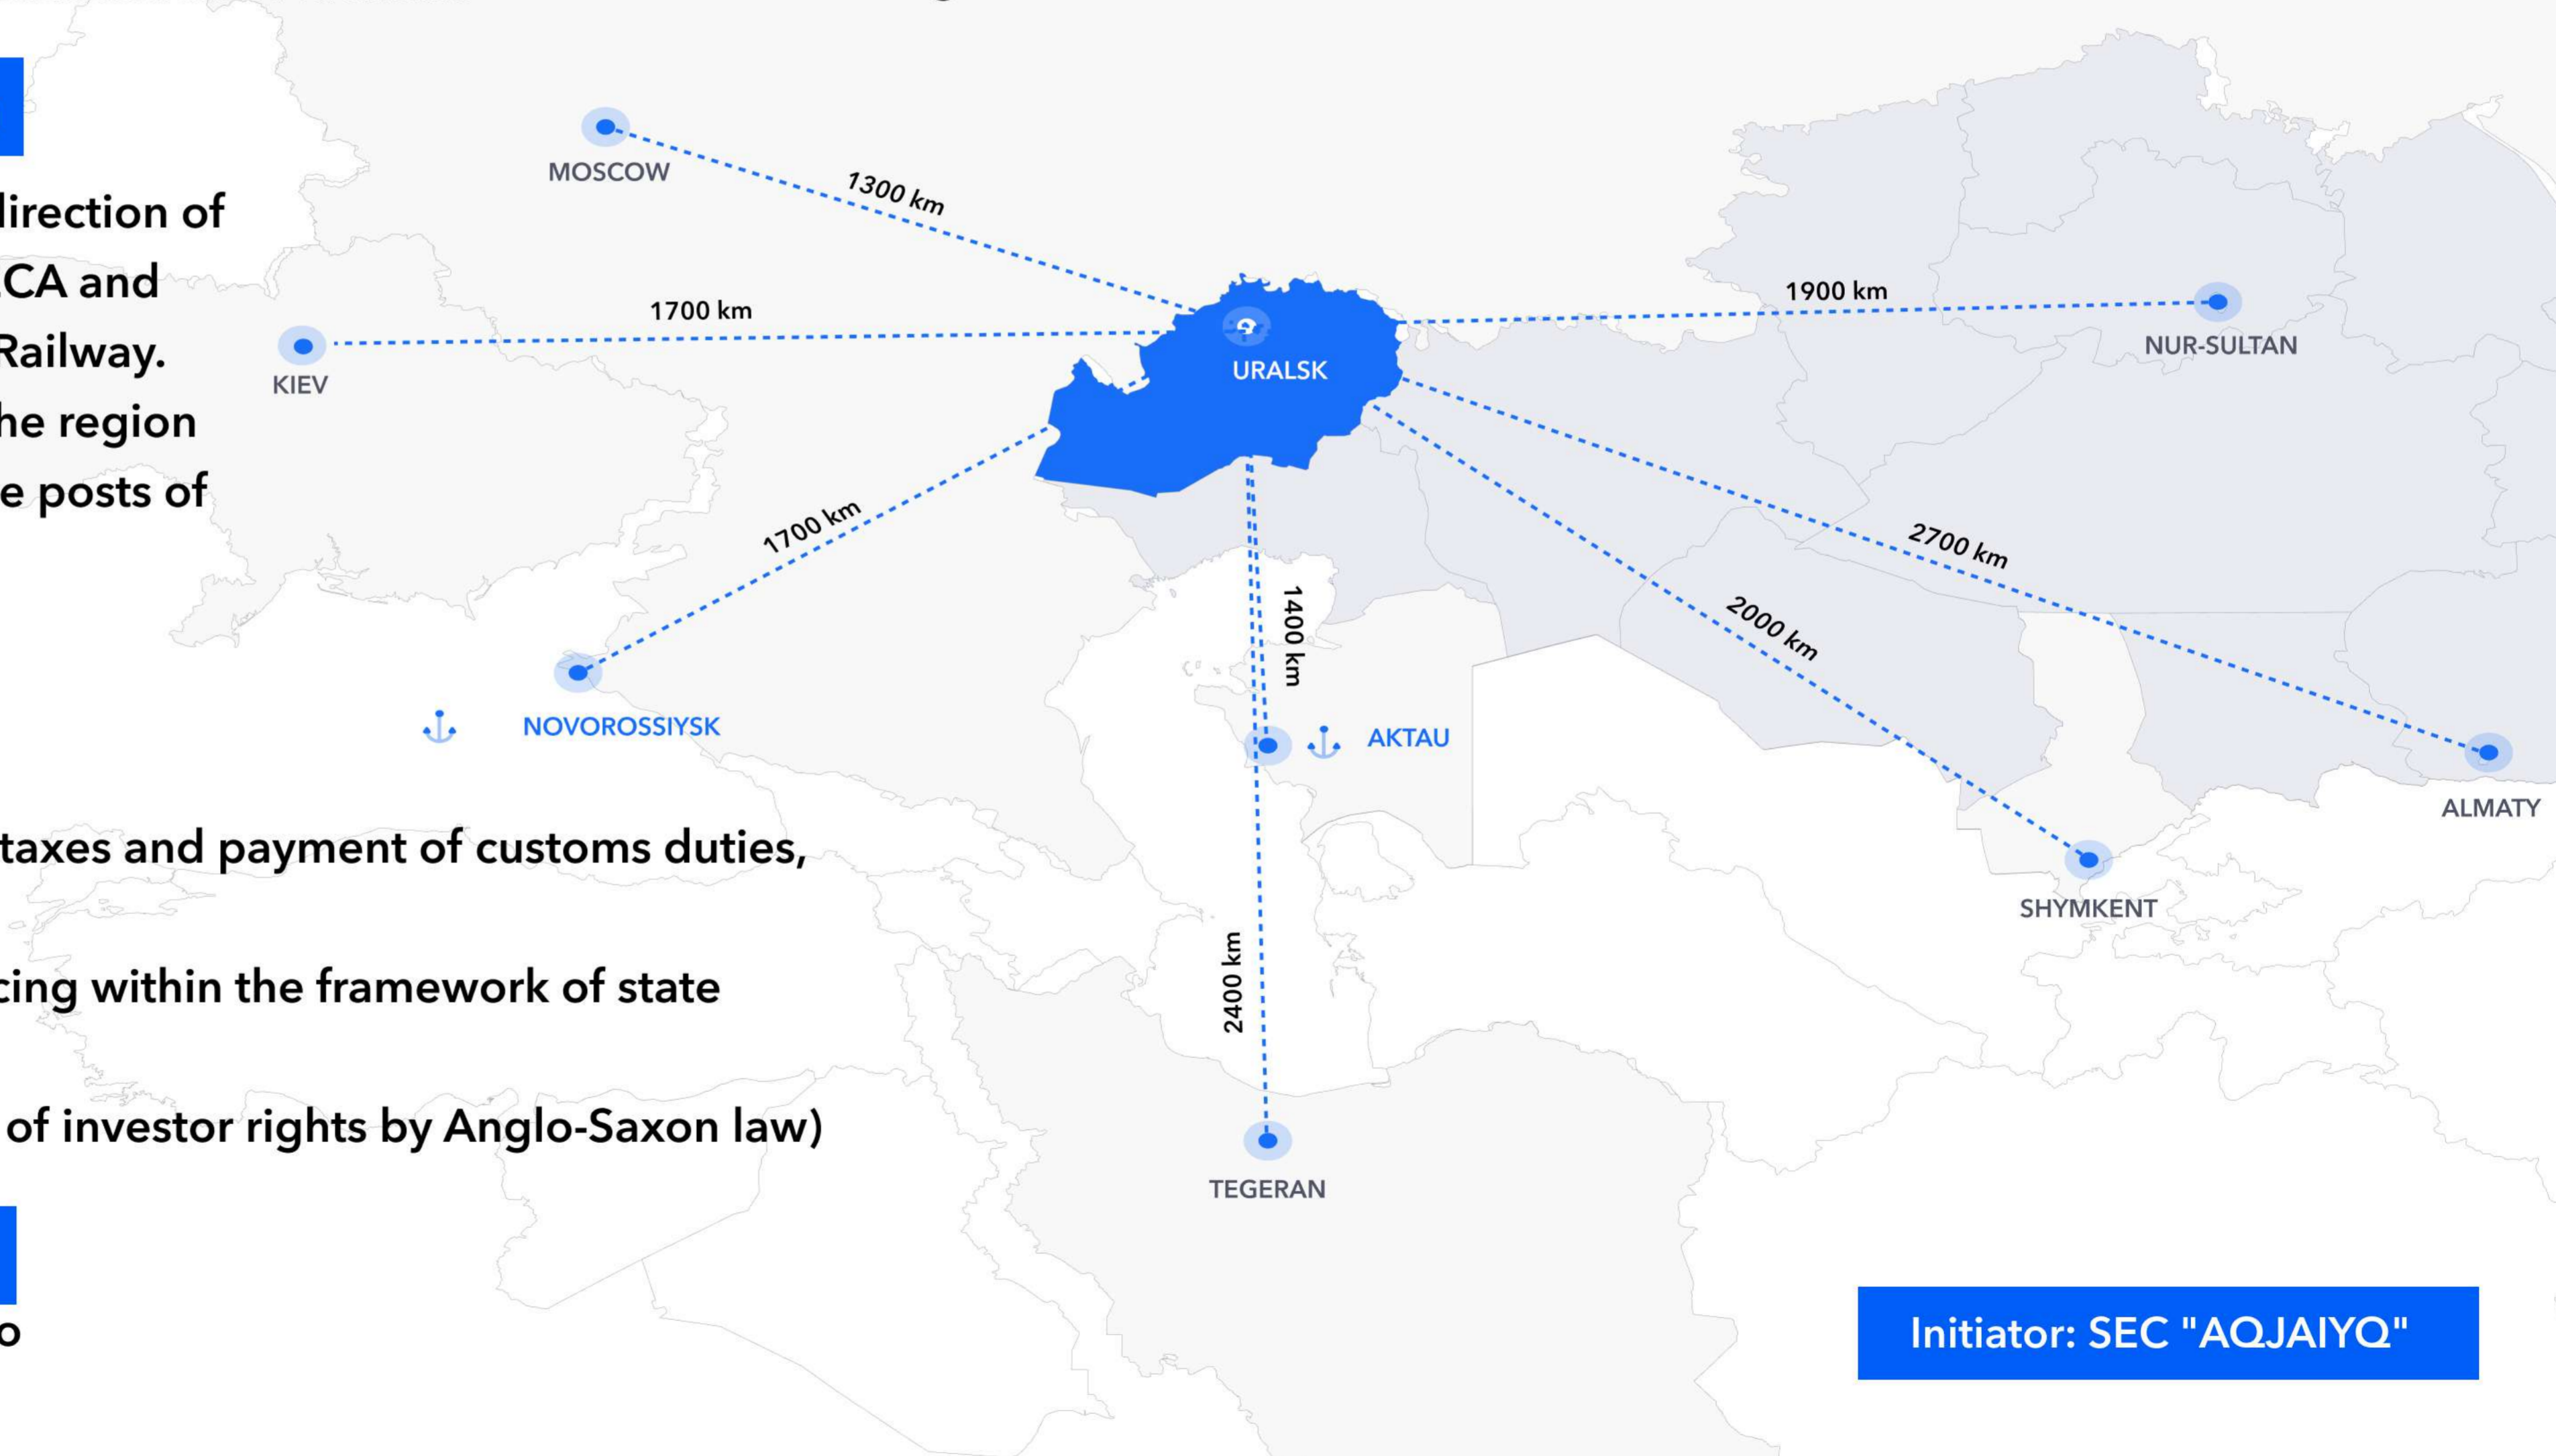 MOSCOW
1300 km
direction of
CA and
1700 km
1900 km
Railway.
URALSK
NUR-SULTAN
KIEV
he region
e posts of
1700 km
2700 km
1400 km
2000 km
NOVOROSSIYSK
AKTAU
ALMATY
taxes and payment of customs duties,
SHYMKENT
2400 km
cing within the framework of state
of investor rights by Anglo-Saxon law)
TEGERAN
o
Initiator: SEC "AQJAIYQ"